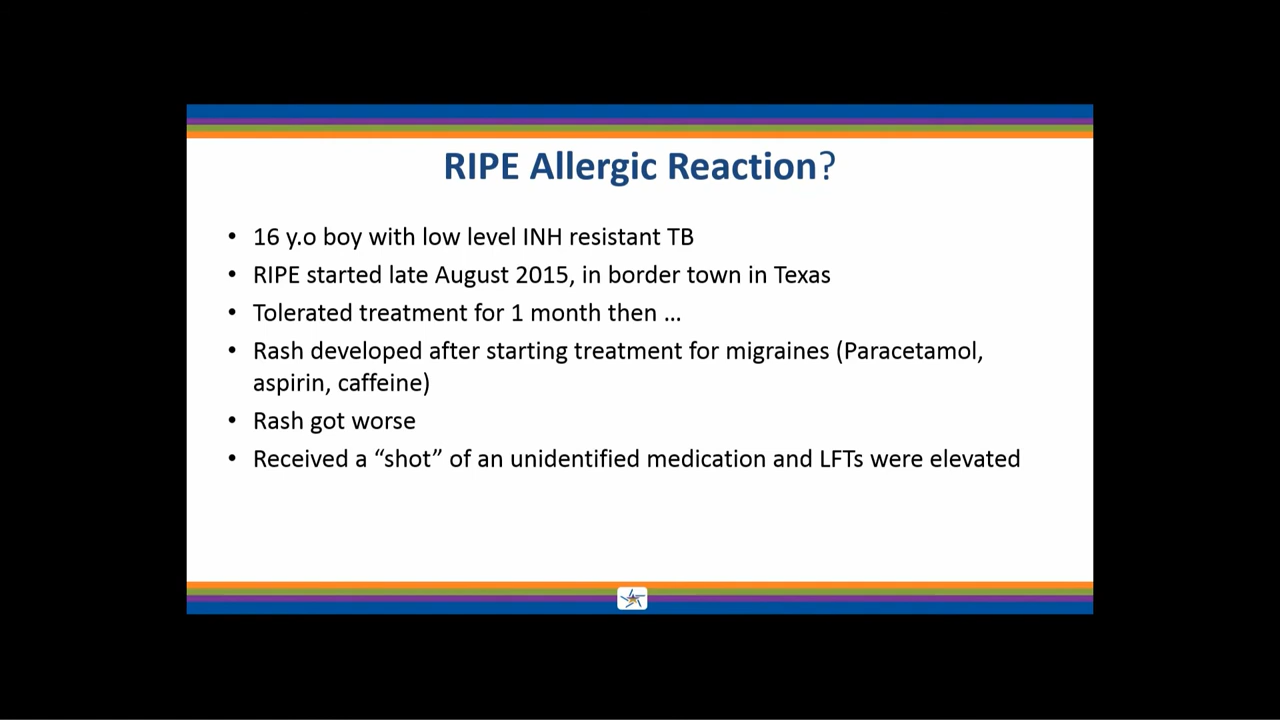 RIPE Allergic Reaction?
• 16 y.o boy with low level INH resistant TB
• RIPE started late August 2015, in border town in Texas
• Tolerated treatment for 1 month then ...
• Rash developed after starting treatment for migraines (Paracetamol,
aspirin, caffeine)
• Rash got worse
• Received a “shot” of an unidentified medication and LFTs were elevated